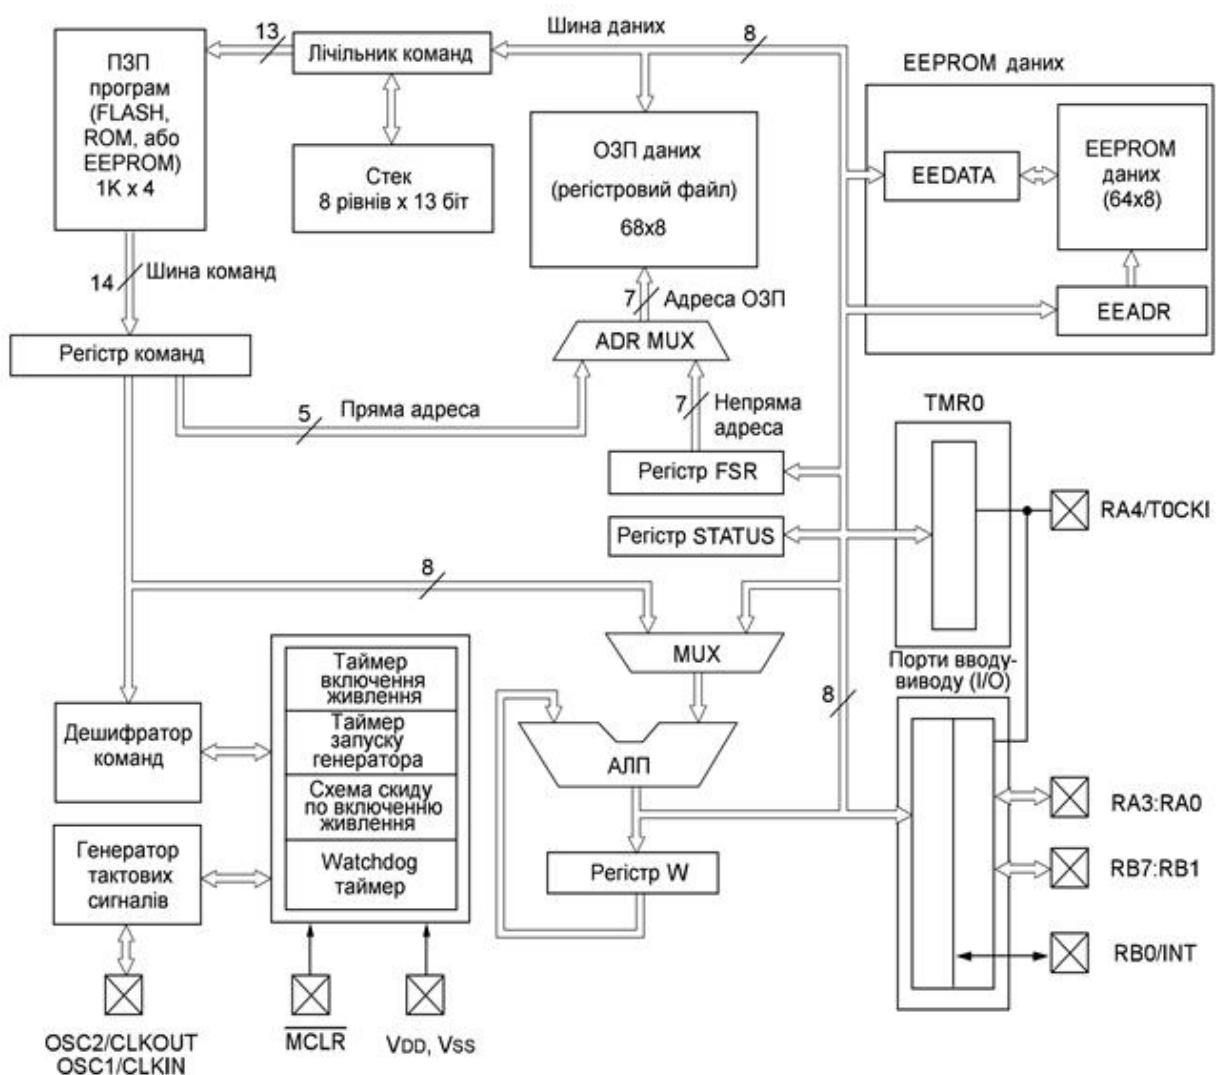 Шина даних
13
8
ПЗП
програм
(FLASH,
ROM, або
EEPROM)
1K x 4
Лічільник команд
Стек
8 рівнів x 13 біт
ОЗП даних
(регістровий файл)
68x8
EEPROM даних
EEDATA
EEPROM
даних
(64x8)
EEADR
14
Шина команд
7
Адреса ОЗП
ADR MUX
Регістр команд
5
Пряма адреса
7
Непряма
адреса
Регістр FSR
Регістр STATUS
TMR0
RA4/T0CKI
8
MUX
АЛП
Регістр W
8
Порти вводу-
виводу (I/O)
Дешифратор
команд
Таймер
включення
живлення
Таймер
запуску
генератора
Схема скиду
по включенню
живлення
Watchdog
таймер
Генератор
тактових
сигналів
RA3:RA0
RB7:RB1
RB0/INT
OSC2/CLKOUT
OSC1/CLKIN
MCLR
VDD, VSS